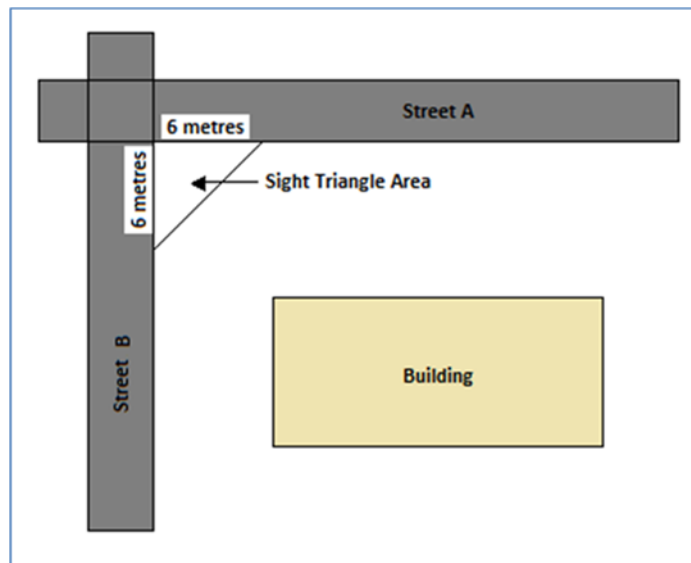 Street A
6 metres
6 metres
Sight Triangle Area
Street B
Building